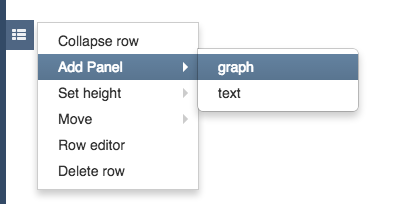 Collapse row
Add Panel
graph
Set height
text
Move
Row editor
Delete row